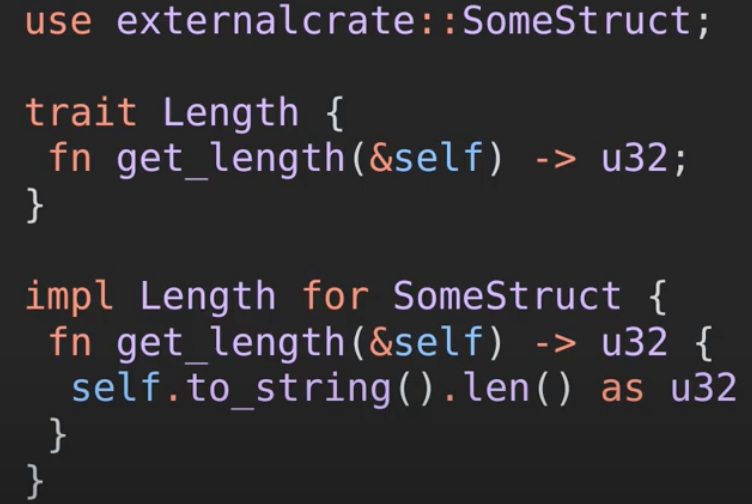 use externalcrate::SomeStruct;
trait Length {
fn get_length(&self) -> u32;
}
impl Length for SomeStruct {
fn get_length(&self) -> u32 {
self.to_string().len() as u32
}
}